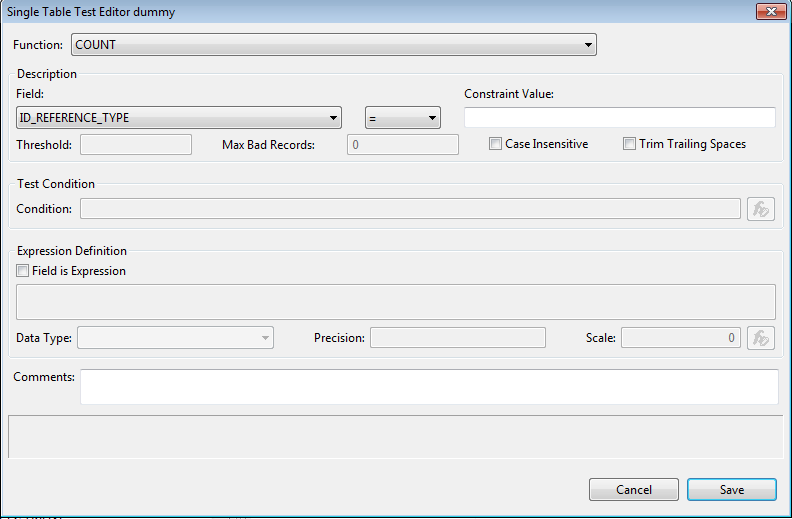 Single Table Test Editor dummy
Function: COUNT
Description
Field: Constraint Value:
ID_REFERENCE_TYPE =
Threshold: Max Bad Records: 0 Case Insensitive Trim Trailing Spaces
Test Condition
Condition:
Expression Definition
Field is Expression
Data Type: Precision: Scale: 0
Comments:
Cancel Save